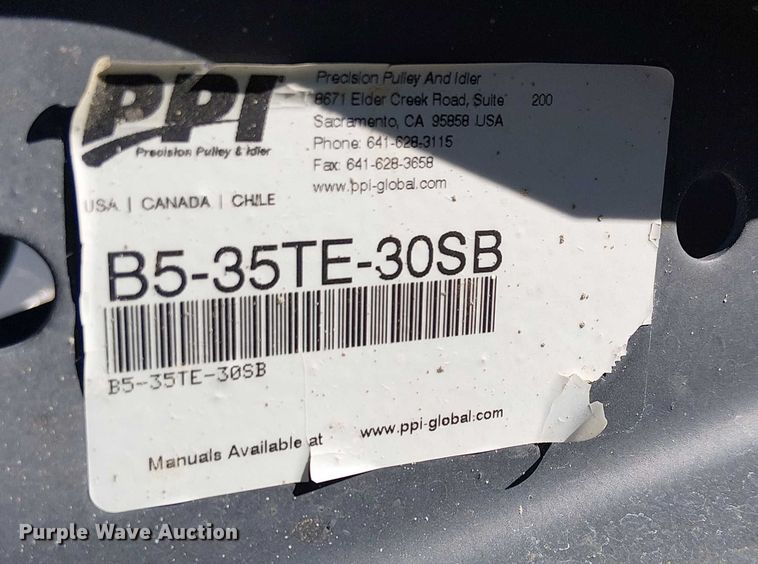 PPI
Precision Pulley & Idler
Precision Pulley And Idler
8671 Elder Creek Road, Suite 200
Sacramento, CA 95858 USA
Phone: 641-628-3115
Fax: 641-628-3658
www.ppi-global.com
USA | CANADA | CHILE
B5-35TE-30SB
B5-35TE-30SB
Manuals Available at www.ppi-global.com
Purple Wave Auction